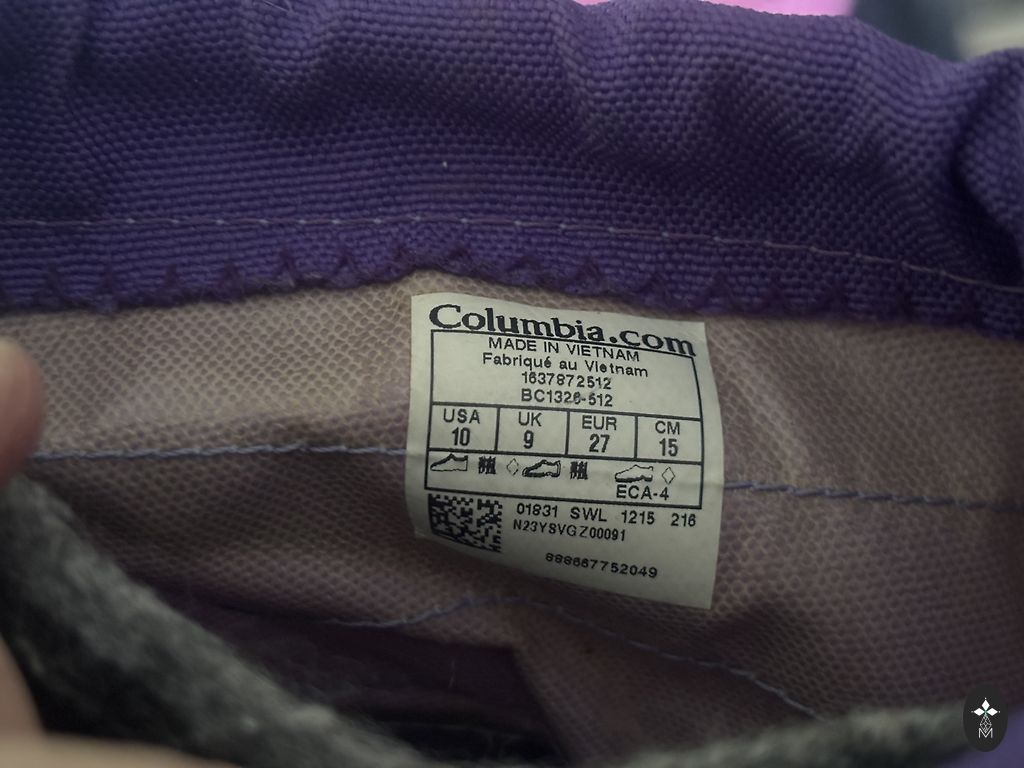 Columbia.com
MADE IN VIETNAM
Fabriqué au Vietnam
1637872512
BC1326-512
USA UK EUR CM
10 9 27 15
ECA-4
01831 SWL 1215 216
N23YSVGZ00091
888667752049
M